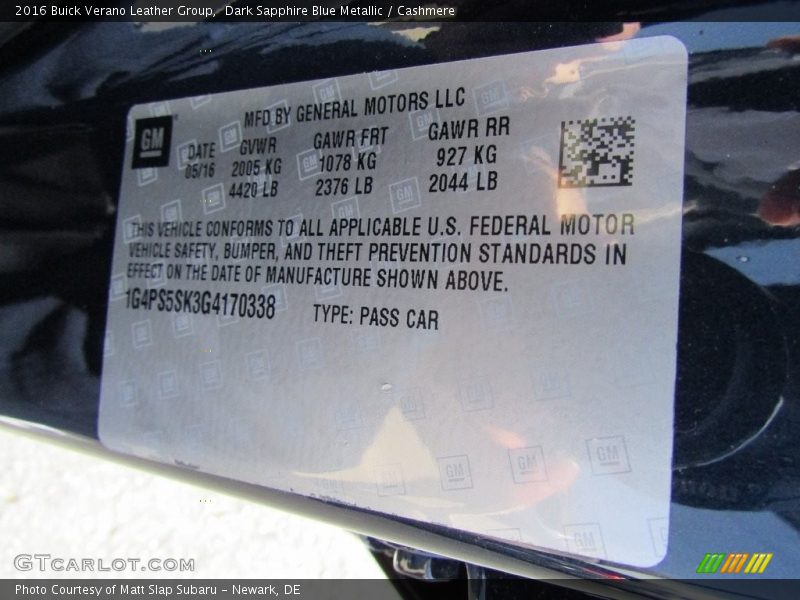 2016 Buick Verano Leather Group, Dark Sapphire Blue Metallic / Cashmere
MFD BY GENERAL MOTORS LLC
GM
DATE GVWR GAWR FRT GAWR RR
05/16 2005 KG 1078 KG 927 KG
4420 LB 2376 LB 2044 LB
THIS VEHICLE CONFORMS TO ALL APPLICABLE U.S. FEDERAL MOTOR
VEHICLE SAFETY, BUMPER, AND THEFT PREVENTION STANDARDS IN
EFFECT ON THE DATE OF MANUFACTURE SHOWN ABOVE.
1G4PS5SK3G4170338 TYPE: PASS CAR
GM GM GM
GTcarlot.com
Photo Courtesy of Matt Slap Subaru - Newark, DE